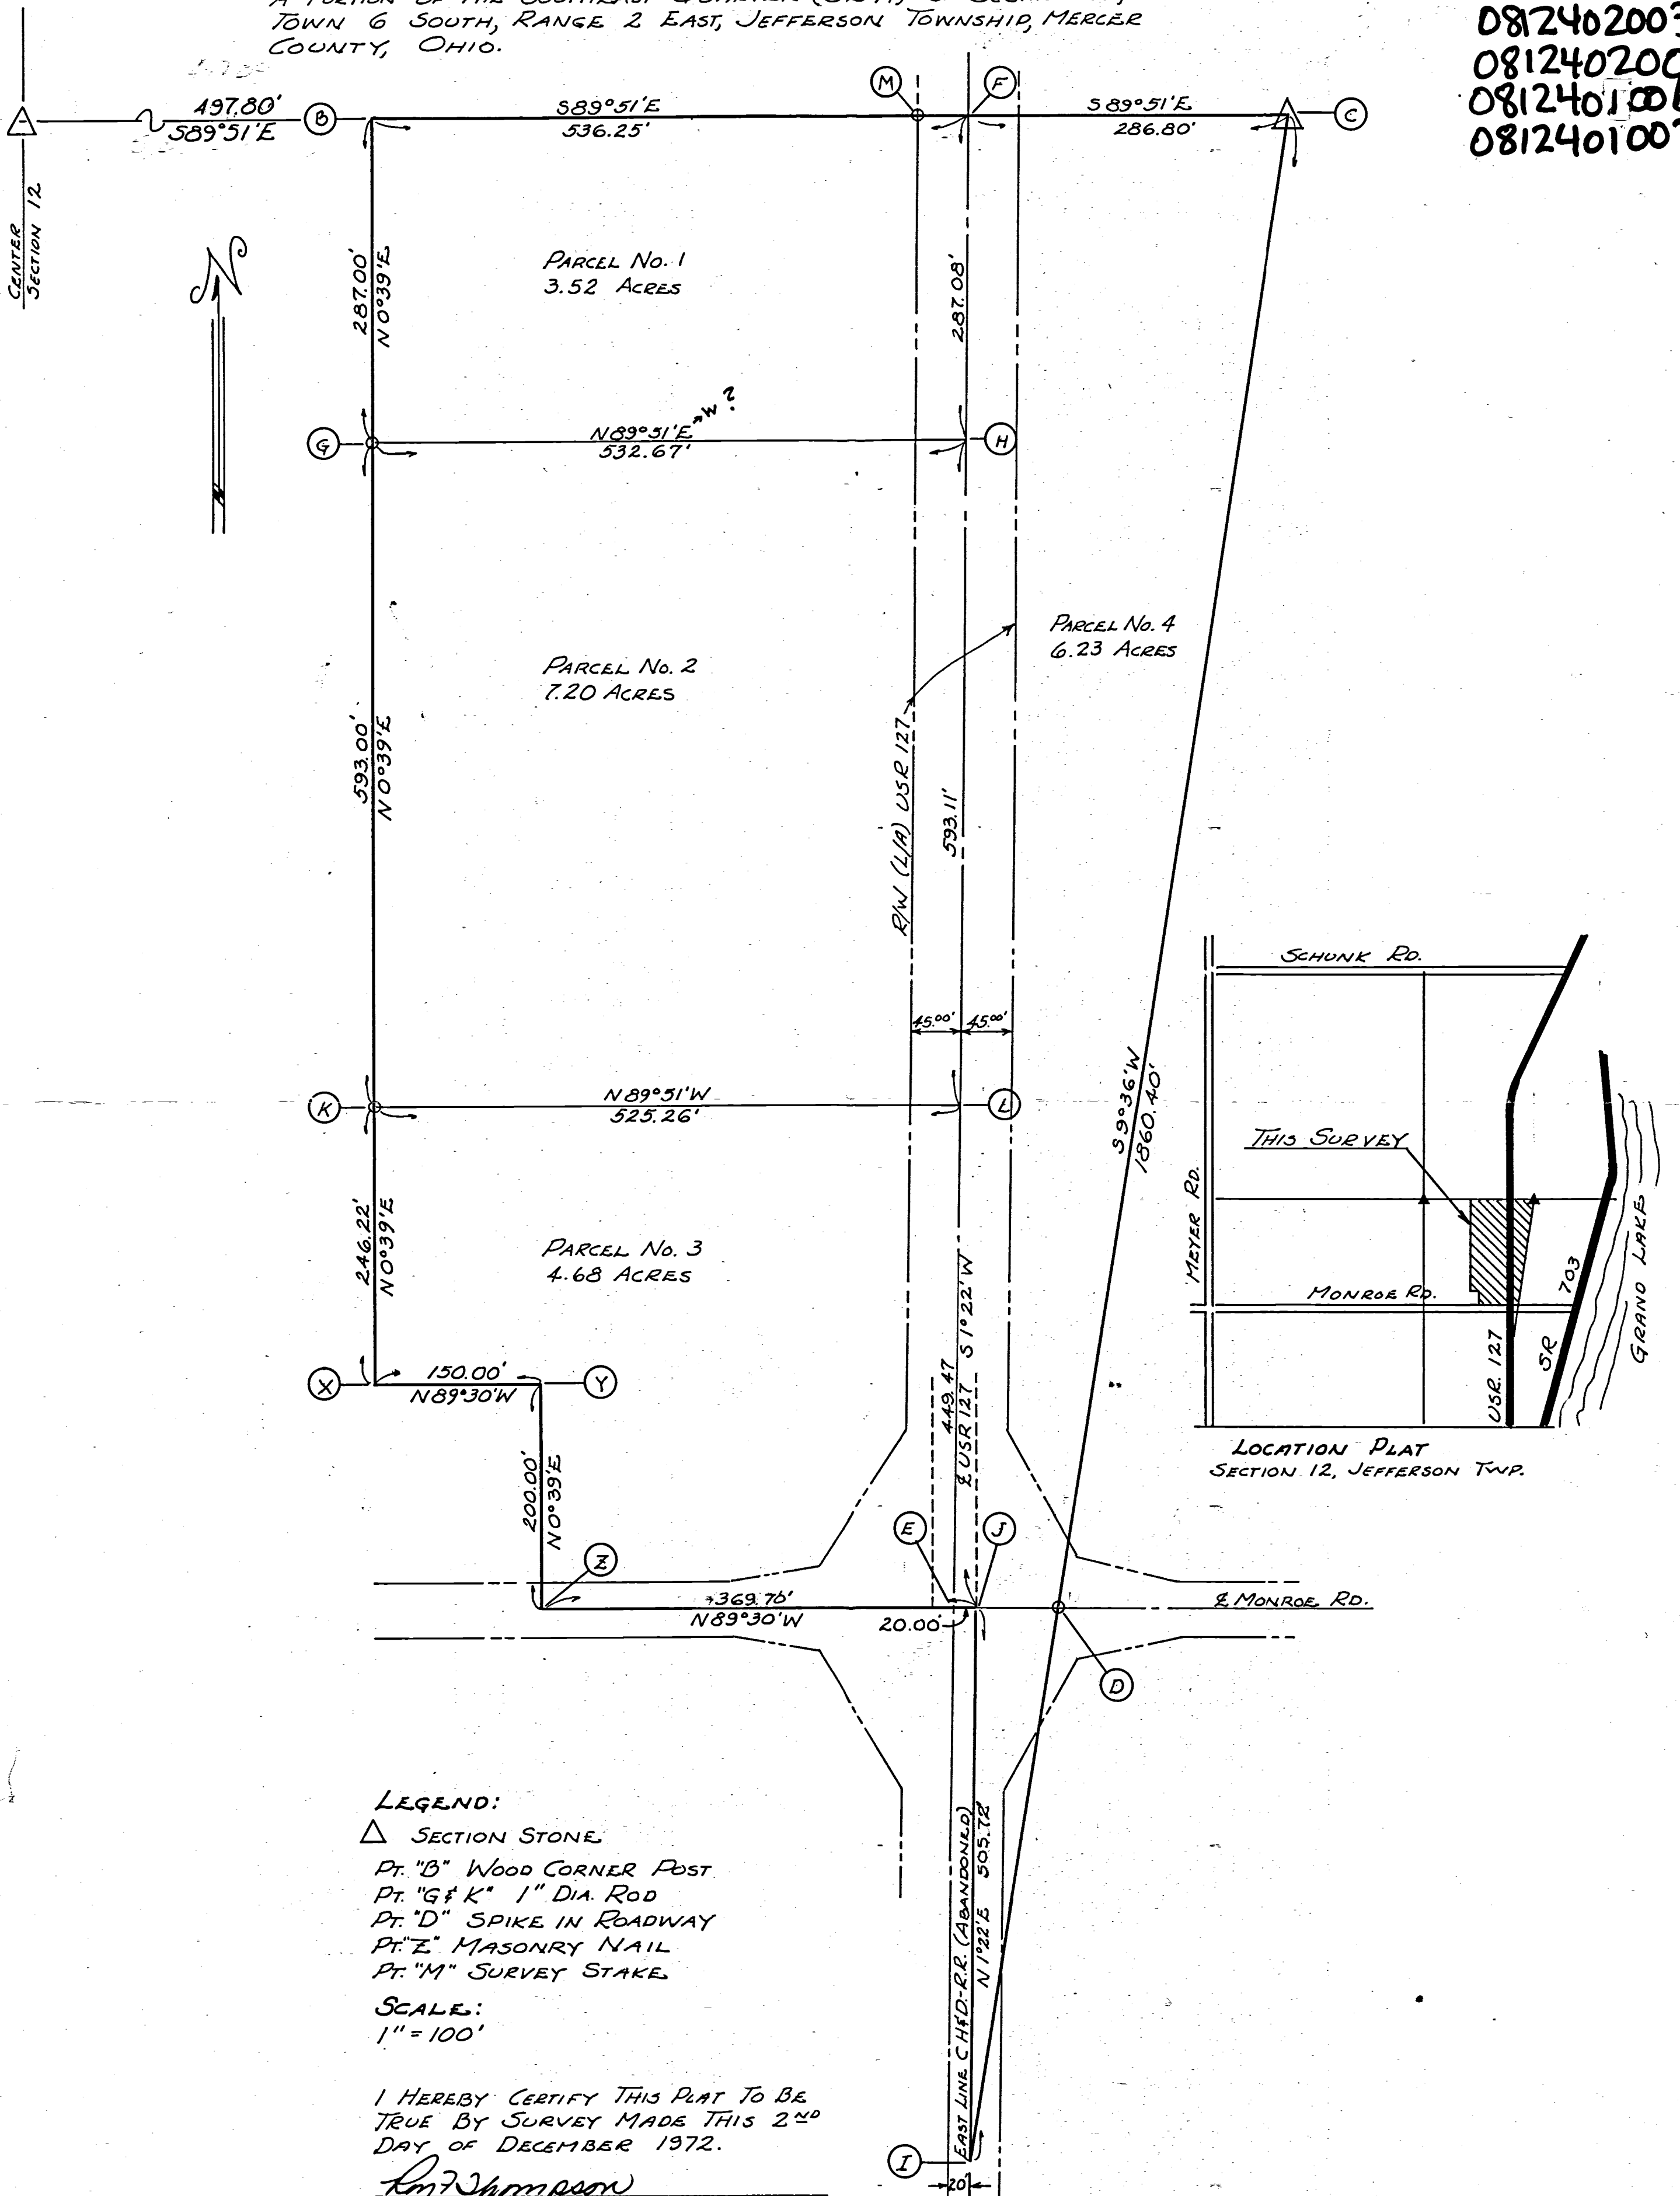 TOWN 6 SOUTH, RANGE 2 EAST, JEFFERSON TOWNSHIP, MERCER
COUNTY, OHIO.
CENTER
SECTION 12
497.80'
S89°51'E
B
S89°51'E
536.25'
M
F
S89°51'E
286.80'
C
N
287.00'
N0°39'E
PARCEL NO. 1
3.52 ACRES
287.08'
G
N89°51'E
W ?
532.67'
H
593.00'
N0°39'E
PARCEL NO. 2
7.20 ACRES
R/W (L/A) USR 127
593.11'
PARCEL NO. 4
6.23 ACRES
45.00'
45.00'
K
N89°51'W
525.26'
L
S9°36'W
1860.40'
246.22'
N0°39'E
PARCEL NO. 3
4.68 ACRES
449.47
℄ USR 127 S1°22'W
X
150.00'
N89°30'W
Y
200.00'
N0°39'E
Z
E
J
369.76'
N89°30'W
20.00'
℄ MONROE RD.
D
SCHUNK RD.
THIS SURVEY
MEYER RD.
MONROE RD.
USR. 127
SR 703
GRAND LAKE
LOCATION PLAT
SECTION 12, JEFFERSON TWP.
EAST LINE C H&D.-R.R. (ABANDONED)
N1°22'E 505.72'
I
20'
LEGEND:
△ SECTION STONE
PT. "B" WOOD CORNER POST
PT. "G & K" 1" DIA. ROD
PT. "D" SPIKE IN ROADWAY
PT. "Z" MASONRY NAIL
PT. "M" SURVEY STAKE
SCALE:
1" = 100'
I HEREBY CERTIFY THIS PLAT TO BE
TRUE BY SURVEY MADE THIS 2ND
DAY OF DECEMBER 1972.
Thompson